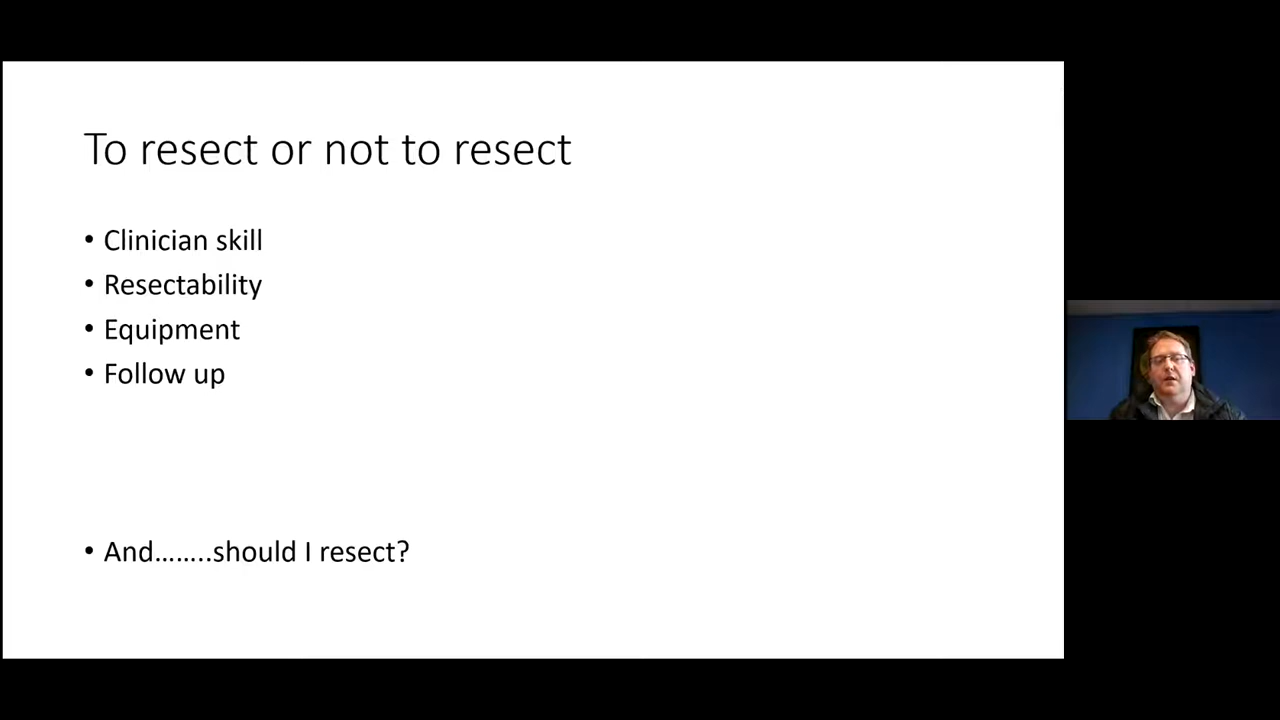 To resect or not to resect
• Clinician skill
• Resectability
• Equipment
• Follow up
• And……..should I resect?